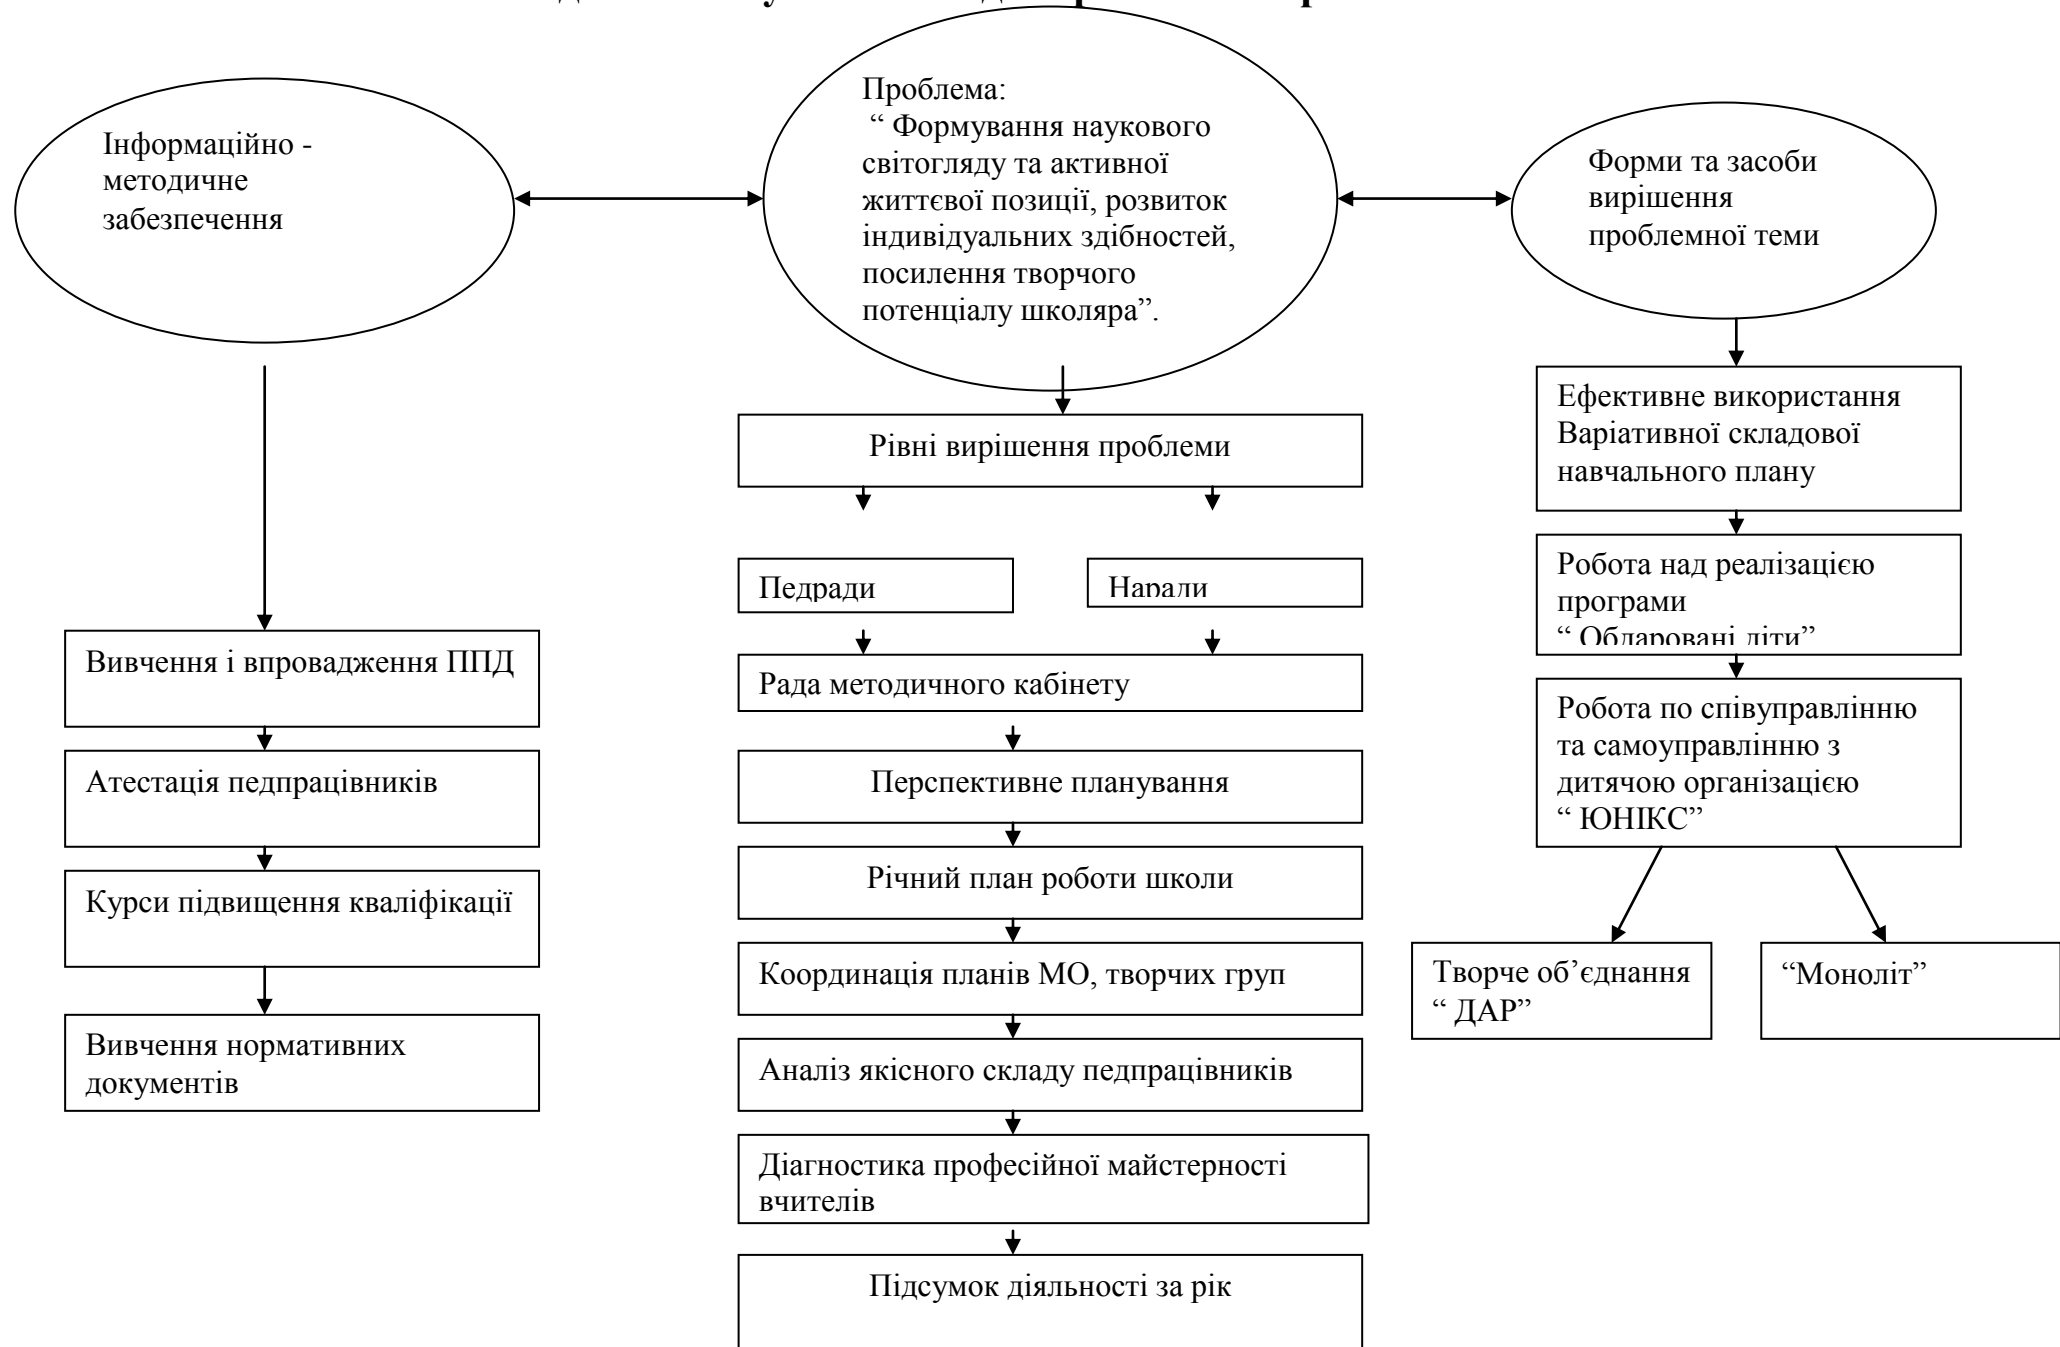 Інформаційно -
методичне
забезпечення
Проблема:
“ Формування наукового
світогляду та активної
життєвої позиції, розвиток
індивідуальних здібностей,
посилення творчого
потенціалу школяра”.
Форми та засоби
вирішення
проблемної теми
Вивчення і впровадження ППД
Атестація педпрацівників
Курси підвищення кваліфікації
Вивчення нормативних
документів
Рівні вирішення проблеми
Педради
Наради
Рада методичного кабінету
Перспективне планування
Річний план роботи школи
Координація планів МО, творчих груп
Аналіз якісного складу педпрацівників
Діагностика професійної майстерності
вчителів
Підсумок діяльності за рік
Ефективне використання
Варіативної складової
навчального плану
Робота над реалізацією
програми
“ Обдаровані діти”
Робота по співуправлінню
та самоуправлінню з
дитячою організацією
“ ЮНІКС”
Творче об’єднання
“ ДАР”
“Моноліт”